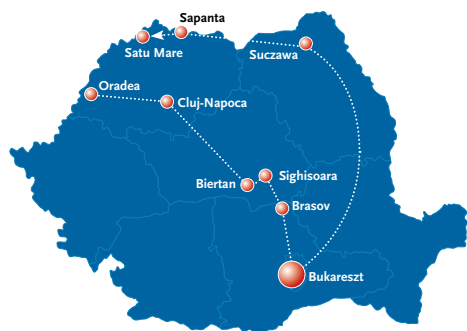 Sapanta
Satu Mare
Suczawa
Oradea
Cluj-Napoca
Sighisoara
Biertan
Brasov
Bukareszt